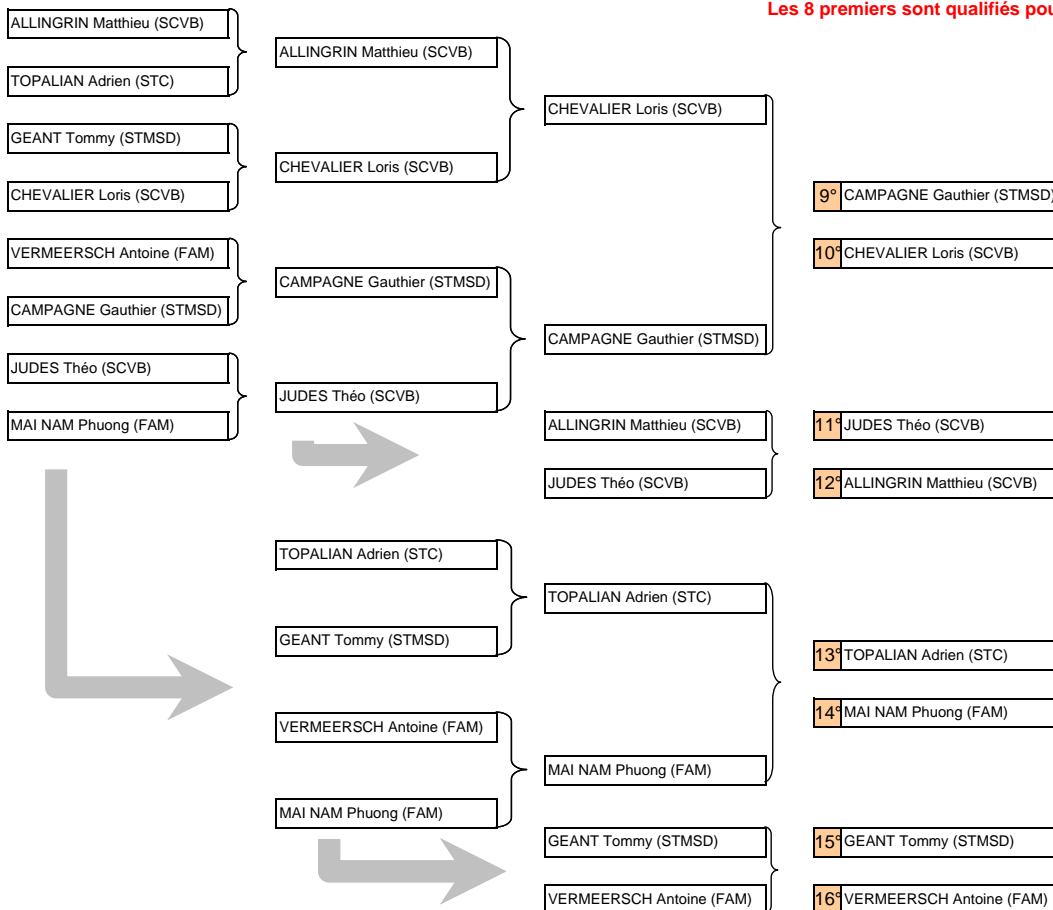 Les 8 premiers sont qualifiés
ALLINGRIN Matthieu (SCVB)
TOPALIAN Adrien (STC)
GEANT Tommy (STMSD)
CHEVALIER Loris (SCVB)
VERMEERSCH Antoine (FAM)
CAMPAGNE Gauthier (STMSD)
JUDES Théo (SCVB)
MAI NAM Phuong (FAM)
ALLINGRIN Matthieu (SCVB)
CHEVALIER Loris (SCVB)
CAMPAGNE Gauthier (STMSD)
JUDES Théo (SCVB)
CHEVALIER Loris (SCVB)
CAMPAGNE Gauthier (STMSD)
9° CAMPAGNE Gauthier (STMSD)
10° CHEVALIER Loris (SCVB)
ALLINGRIN Matthieu (SCVB)
JUDES Théo (SCVB)
11° JUDES Théo (SCVB)
12° ALLINGRIN Matthieu (SCVB)
TOPALIAN Adrien (STC)
GEANT Tommy (STMSD)
VERMEERSCH Antoine (FAM)
MAI NAM Phuong (FAM)
TOPALIAN Adrien (STC)
MAI NAM Phuong (FAM)
13° TOPALIAN Adrien (STC)
14° MAI NAM Phuong (FAM)
GEANT Tommy (STMSD)
VERMEERSCH Antoine (FAM)
15° GEANT Tommy (STMSD)
16° VERMEERSCH Antoine (FAM)